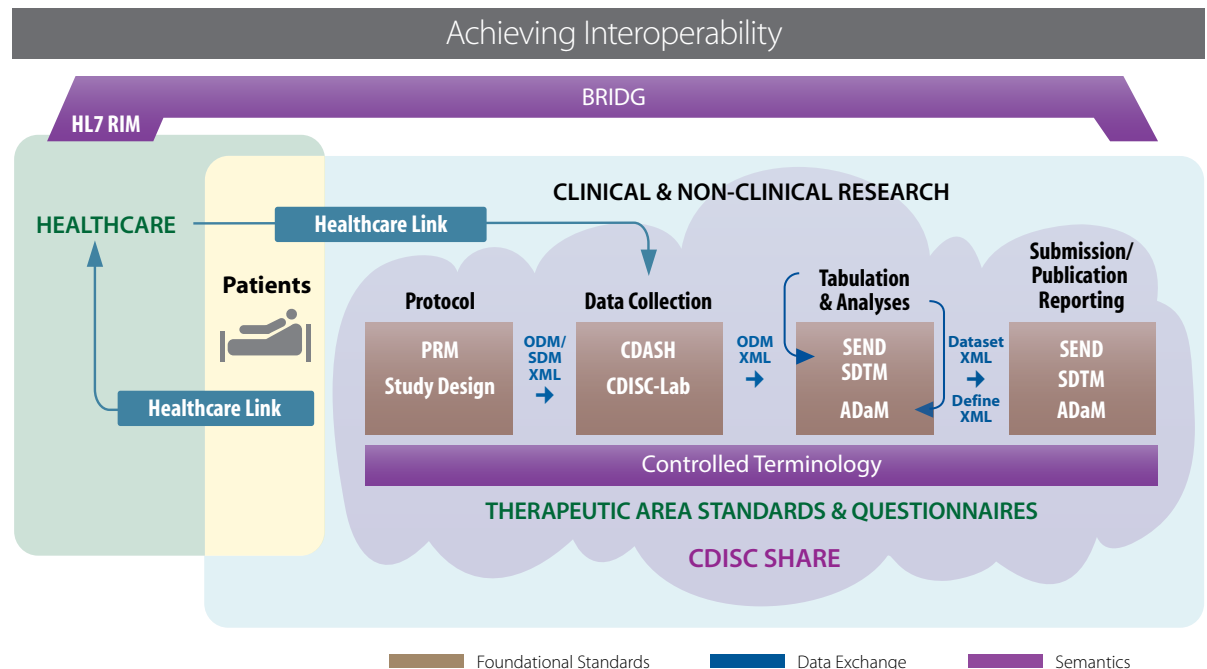 Achieving Interoperability
BRIDG
HL7 RIM
CLINICAL & NON-CLINICAL RESEARCH
HEALTHCARE
Healthcare Link
Patients
Healthcare Link
Protocol
PRM
Study Design
ODM/
SDM
XML
Data Collection
CDASH
CDISC-Lab
ODM
XML
Tabulation
& Analyses
SEND
SDTM
ADaM
Dataset
XML
Define
XML
Submission/
Publication
Reporting
SEND
SDTM
ADaM
Controlled Terminology
THERAPEUTIC AREA STANDARDS & QUESTIONNAIRES
CDISC SHARE
Foundational Standards
Data Exchange
Semantics